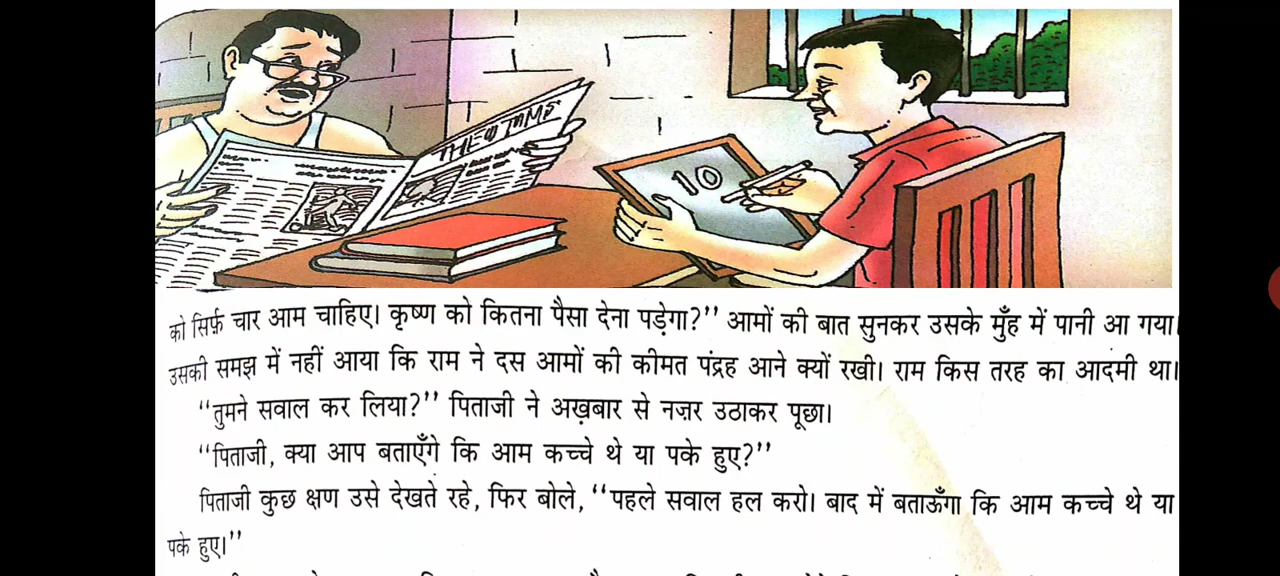 THE
10
को सिर्फ़ चार आम चाहिए। कृष्ण को कितना पैसा देना पड़ेगा?” आमों की बात सुनकर उसके मुँह में पानी आ गया।
उसकी समझ में नहीं आया कि राम ने दस आमों की कीमत पंद्रह आने क्यों रखी। राम किस तरह का आदमी था।
“तुमने सवाल कर लिया?” पिताजी ने अख़बार से नज़र उठाकर पूछा।
“पिताजी, क्या आप बताएँगे कि आम कच्चे थे या पके हुए?”
पिताजी कुछ क्षण उसे देखते रहे, फिर बोले, “पहले सवाल हल करो। बाद में बताऊँगा कि आम कच्चे थे या
पके हुए।”